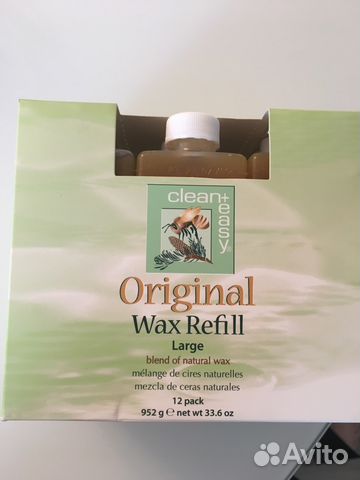 clean+
easy
Original
Wax Refill
Large
blend of natural wax
mélange de cires naturelles
mezcla de ceras naturales
12 pack
952 g e net wt 33.6 oz
Avito